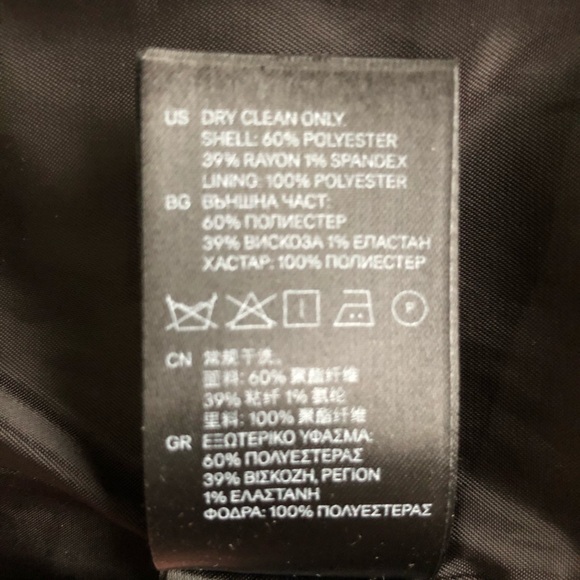 US DRY CLEAN ONLY.
SHELL: 60% POLYESTER
39% RAYON 1% SPANDEX
LINING: 100% POLYESTER
BG ВЪНШНА ЧАСТ:
60% ПОЛИЕСТЕР
39% ВИСКОЗА 1% ЕЛАСТАН
ХАСТАР: 100% ПОЛИЕСТЕР
P
CN 常规干洗。
面料: 60% 聚酯纤维
39% 粘纤 1% 氨纶
里料: 100% 聚酯纤维
GR ΕΞΩΤΕΡΙΚΟ ΥΦΑΣΜΑ:
60% ΠΟΛΥΕΣΤΕΡΑΣ
39% ΒΙΣΚΟΖΗ, ΡΕΓΙΟΝ
1% ΕΛΑΣΤΑΝΗ
ΦΟΔΡΑ: 100% ΠΟΛΥΕΣΤΕΡΑΣ